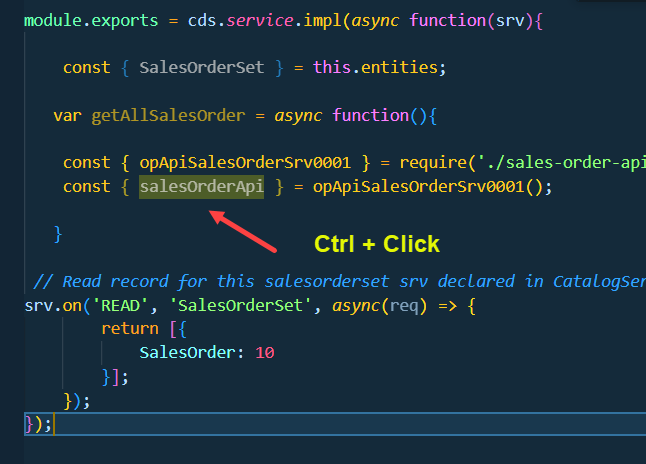 module.exports = cds.service.impl(async function(srv){
const { SalesOrderSet } = this.entities;
var getAllSalesOrder = async function(){
const { opApiSalesOrderSrv0001 } = require('./sales-order-api
const { salesOrderApi } = opApiSalesOrderSrv0001();
}
Ctrl + Click
// Read record for this salesorderset srv declared in CatalogSer
srv.on('READ', 'SalesOrderSet', async(req) => {
return [{
SalesOrder: 10
}];
});
});